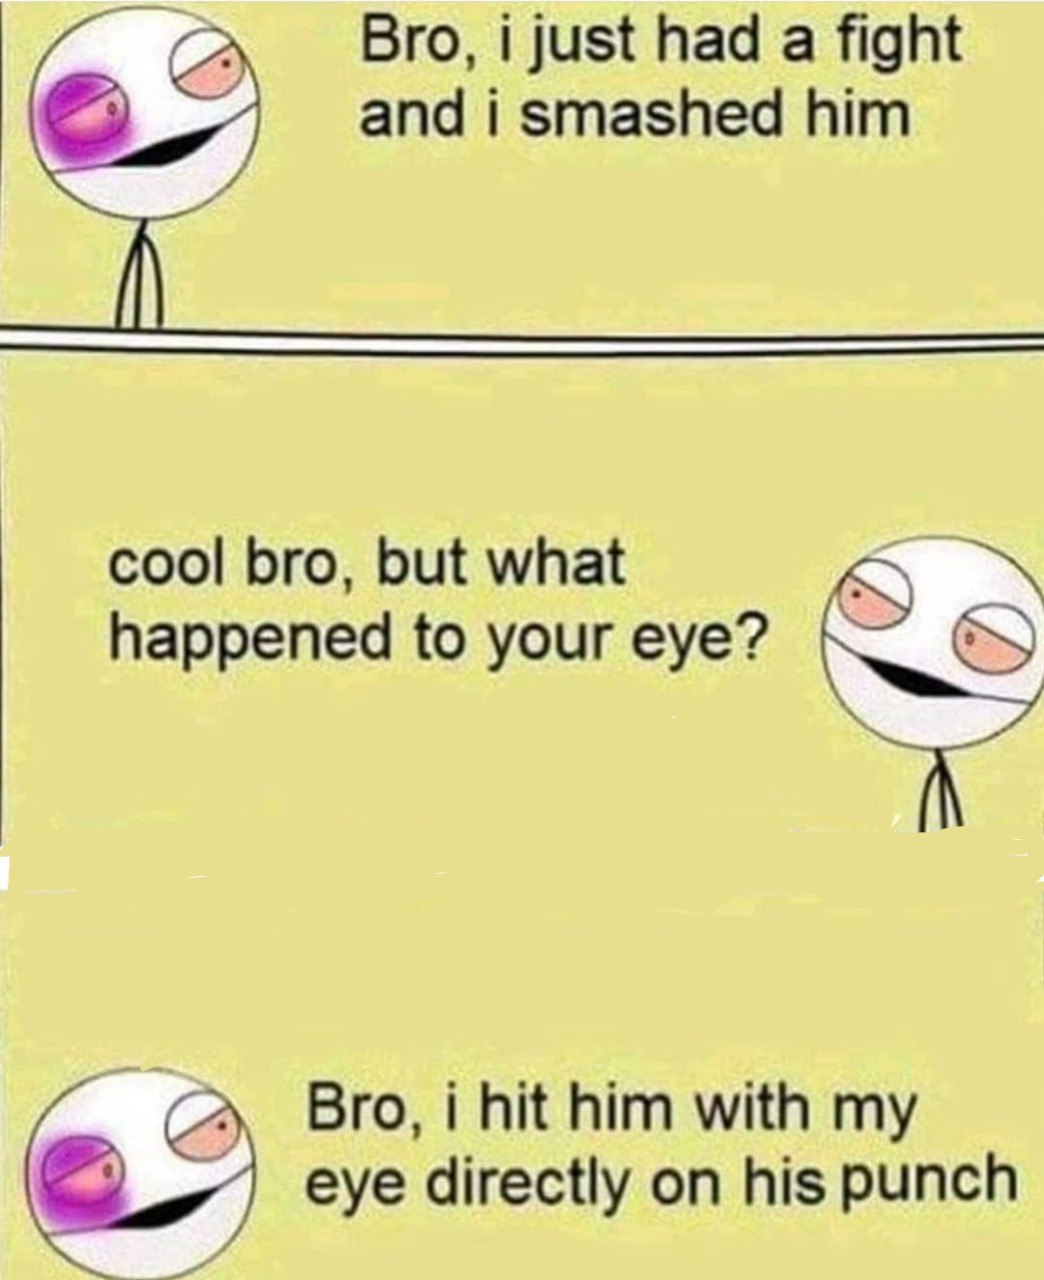 Bro, i just had a fight
and i smashed him
cool bro, but what
happened to your eye?
Bro, i hit him with my
eye directly on his punch